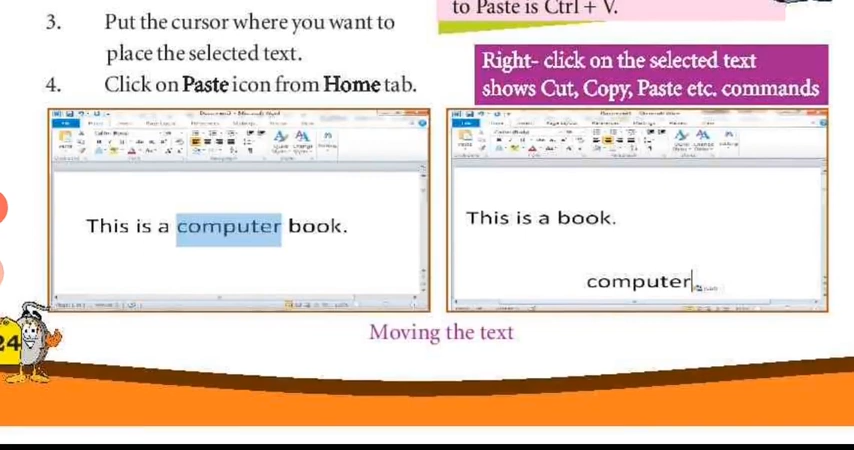 3. Put the cursor where you want to
place the selected text.
4. Click on Paste icon from Home tab.
to Paste is Ctrl + V.
Right- click on the selected text
shows Cut, Copy, Paste etc. commands
This is a computer book.
This is a book.
computer
Moving the text
24